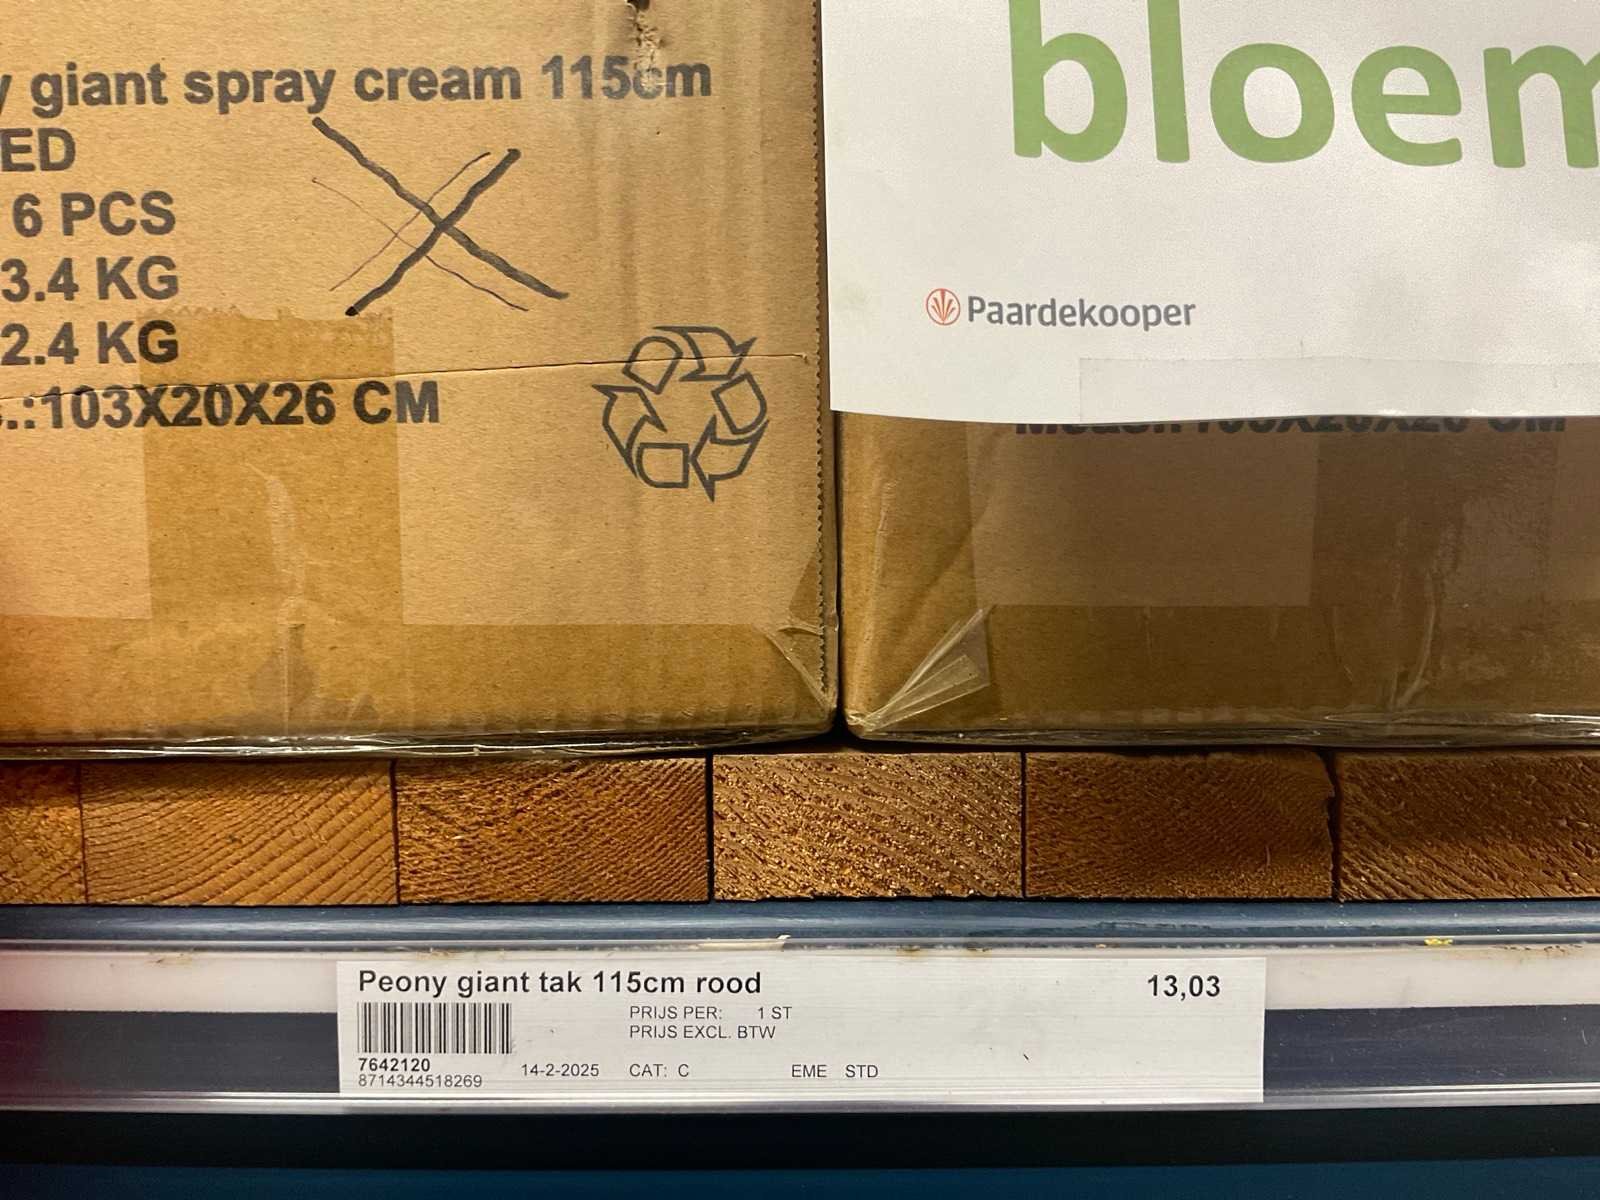 giant spray cream 115cm
ED
6 PCS
3.4 KG
2.4 KG
.:103X20X26 CM
bloem
Paardekooper
Peony giant tak 115cm rood
13,03
PRIJS PER: 1 ST
PRIJS EXCL. BTW
7642120
8714344518269
14-2-2025
CAT: C
EME STD